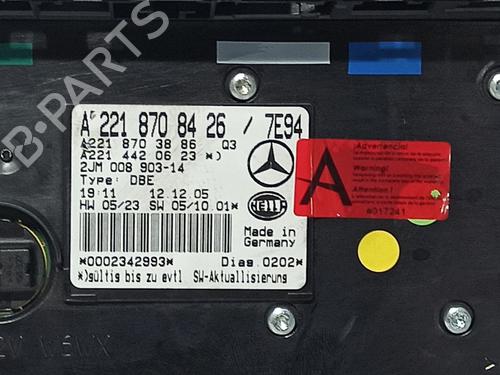 B-PARTS
A 221 870 84 26 / 7E94
A221 870 38 86 Q3
A221 442 06 23 *)
2JM 008 903-14
Type: DBE
19:11 12.12.05
HW 05/23 SW 05/10.01*
HELLA
Made in
Germany
*0002342993*
Diag.0202*
*)gültis bis zu evtl SW-Aktuallisierung
A
¡Advertencia!
Warning!
Attention!
*017241